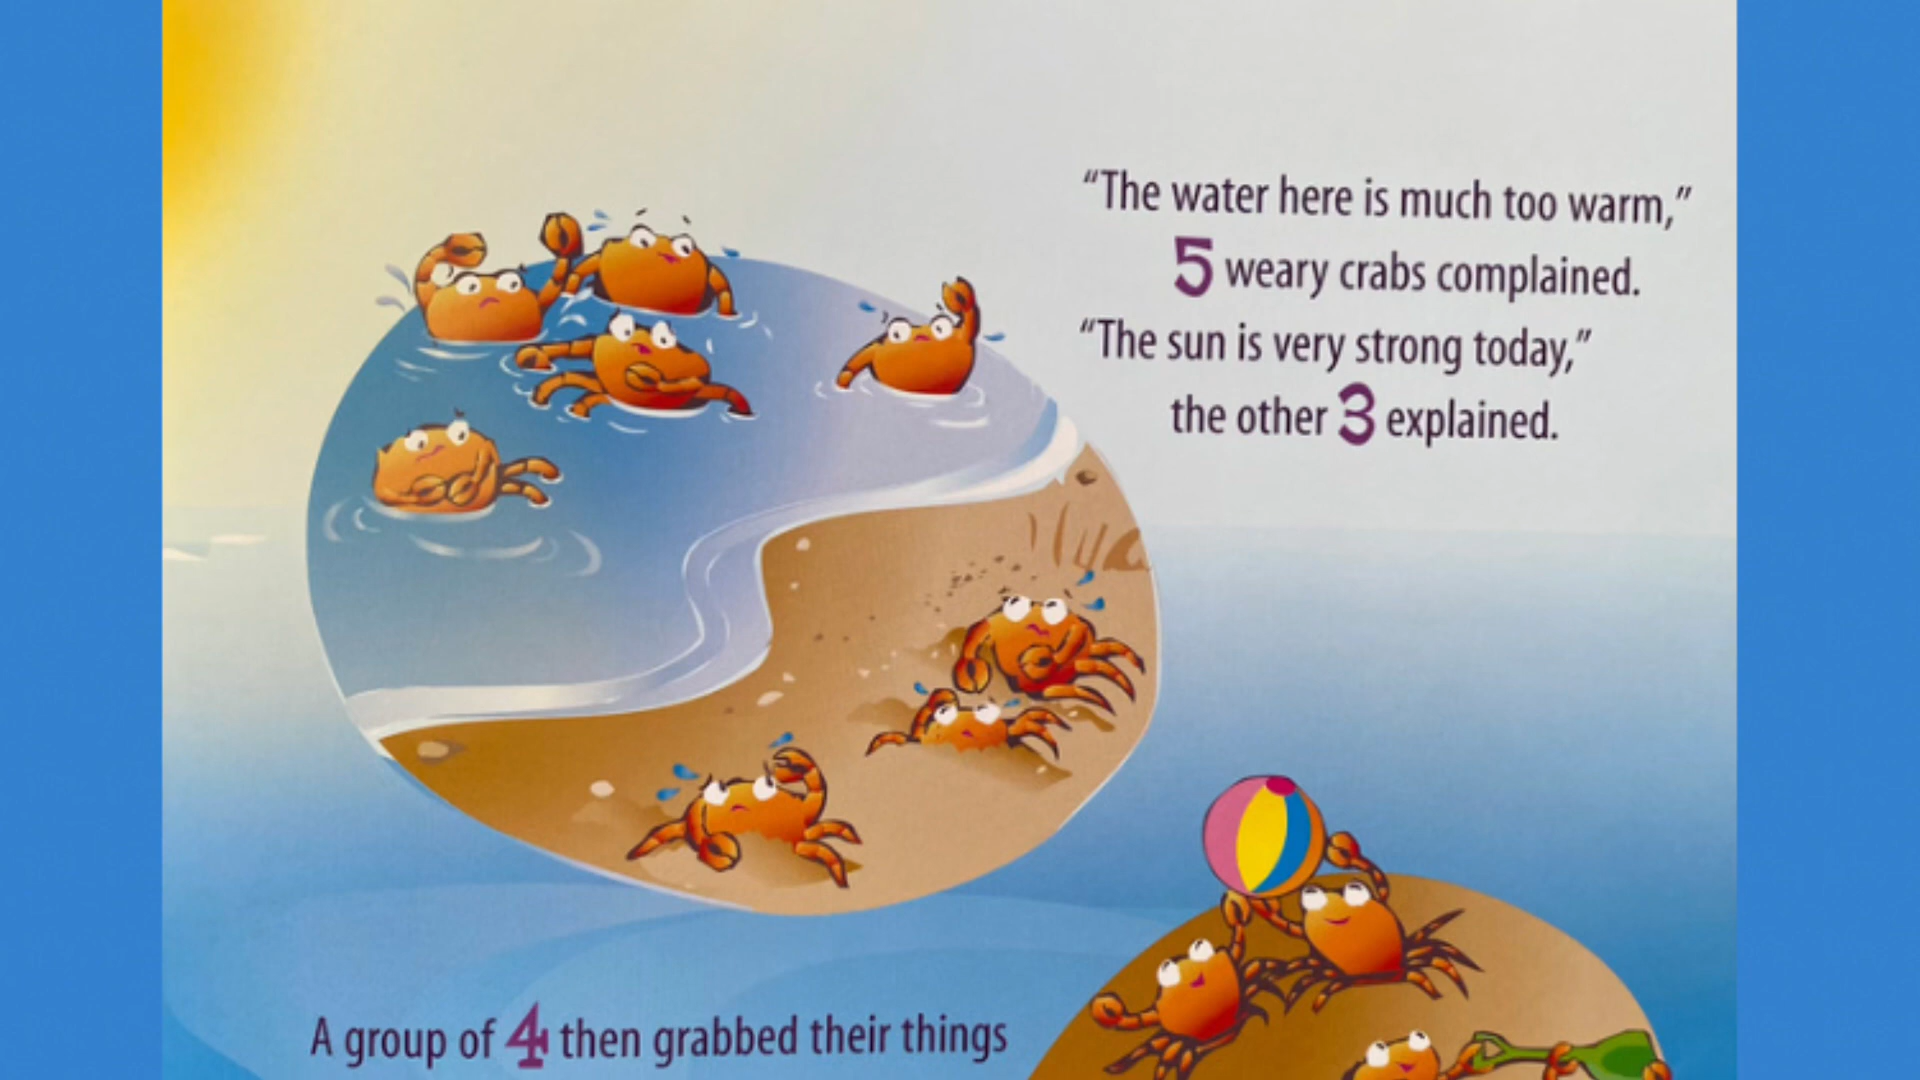 “The water here is much too warm,”
5 weary crabs complained.
“The sun is very strong today,”
the other 3 explained.
A group of 4 then grabbed their things